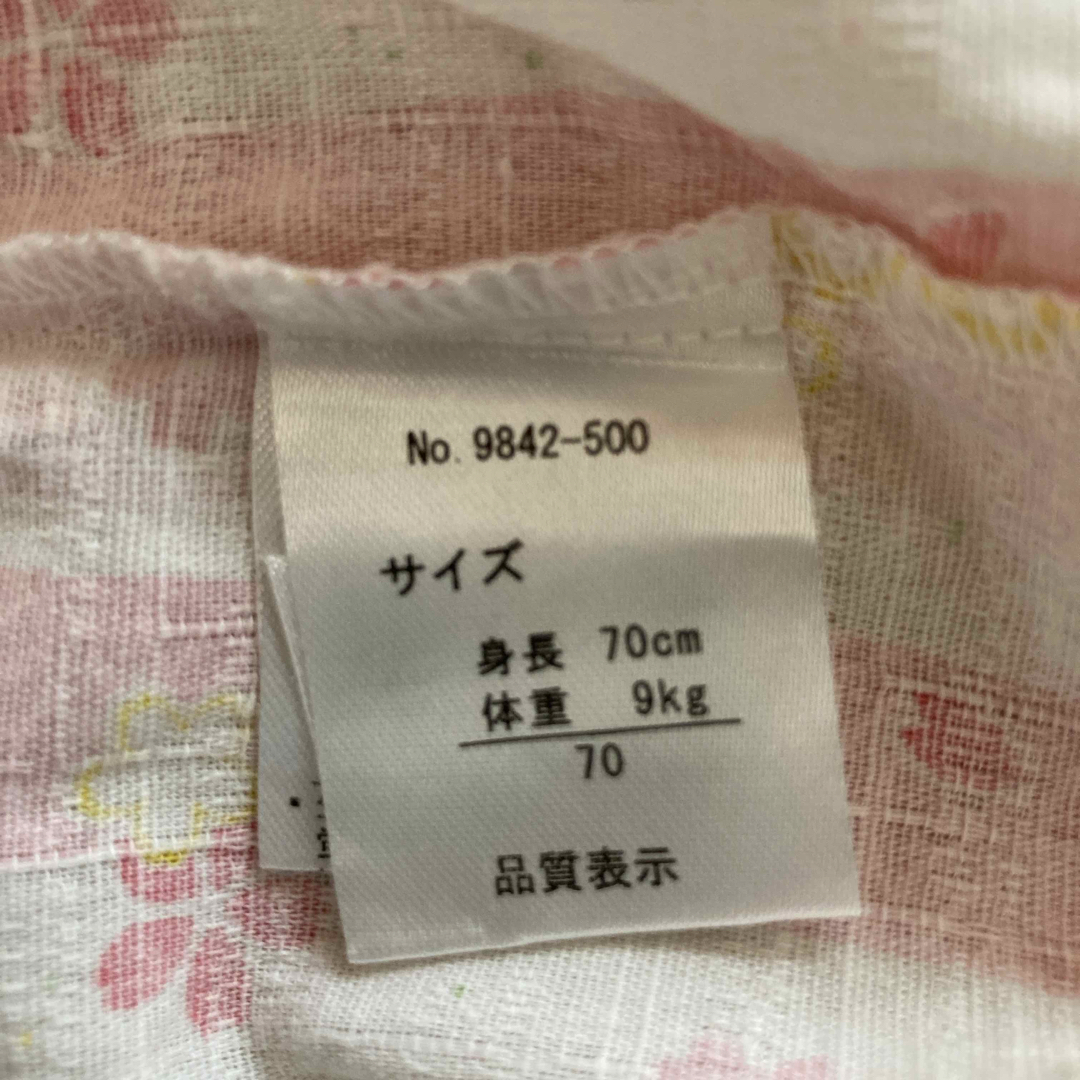 No. 9842-500
サイズ
身長 70cm
体重 9kg
70
品質表示